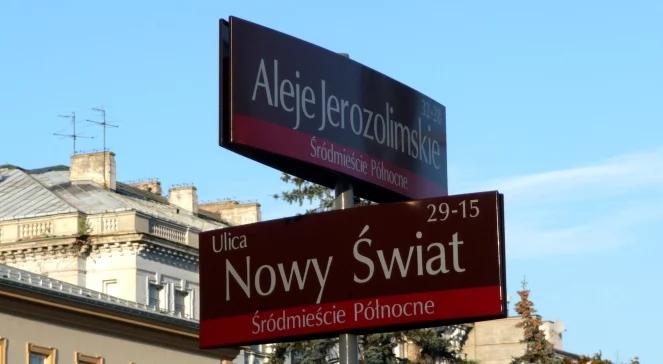 Aleje Jerozolimskie
Śródmieście Północne
Ulica
29-15
Nowy Świat
Śródmieście Północne